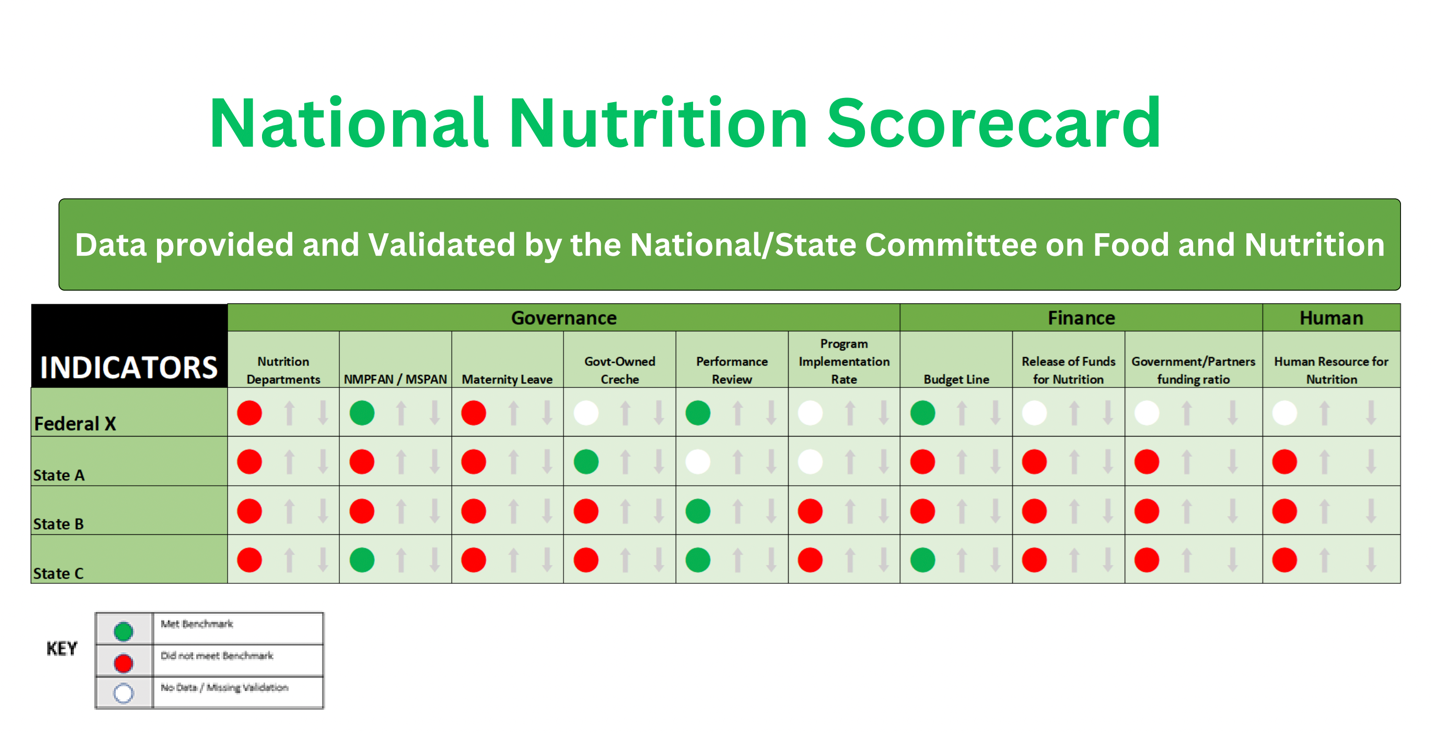 National Nutrition Scorecard
Data provided and Validated by the National/State Committee on Food and Nutrition
INDICATORS
Governance
Finance
Human
Nutrition
Departments
NMPFAN / MSPAN
Maternity Leave
Govt-Owned
Creche
Performance
Review
Program
Implementation
Rate
Budget Line
Release of Funds
for Nutrition
Government/Partners
funding ratio
Human Resource for
Nutrition
Federal X
State A
State B
State C
KEY
Met Benchmark
Did not meet Benchmark
No Data / Missing Validation